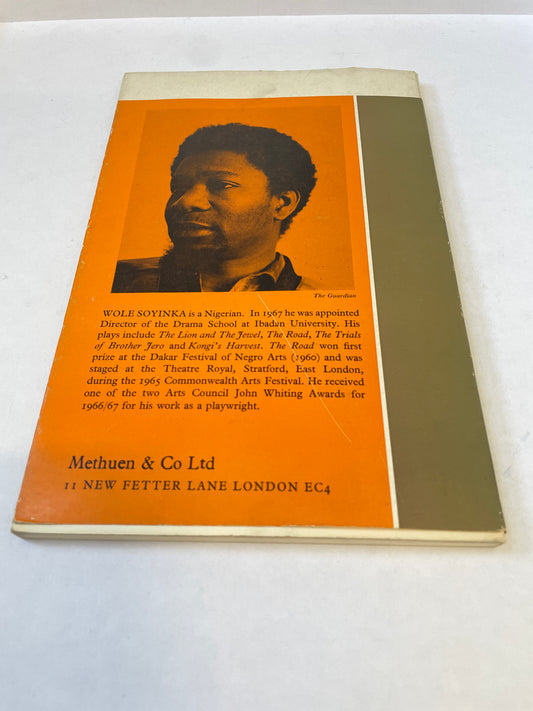 The Guardian
WOLE SOYINKA is a Nigerian. In 1967 he was appointed
Director of the Drama School at Ibadan University. His
plays include The Lion and The Jewel, The Road, The Trials
of Brother Jero and Kongi's Harvest. The Road won first
prize at the Dakar Festival of Negro Arts (1960) and was
staged at the Theatre Royal, Stratford, East London,
during the 1965 Commonwealth Arts Festival. He received
one of the two Arts Council John Whiting Awards for
1966/67 for his work as a playwright.
Methuen & Co Ltd
11 NEW FETTER LANE LONDON EC4